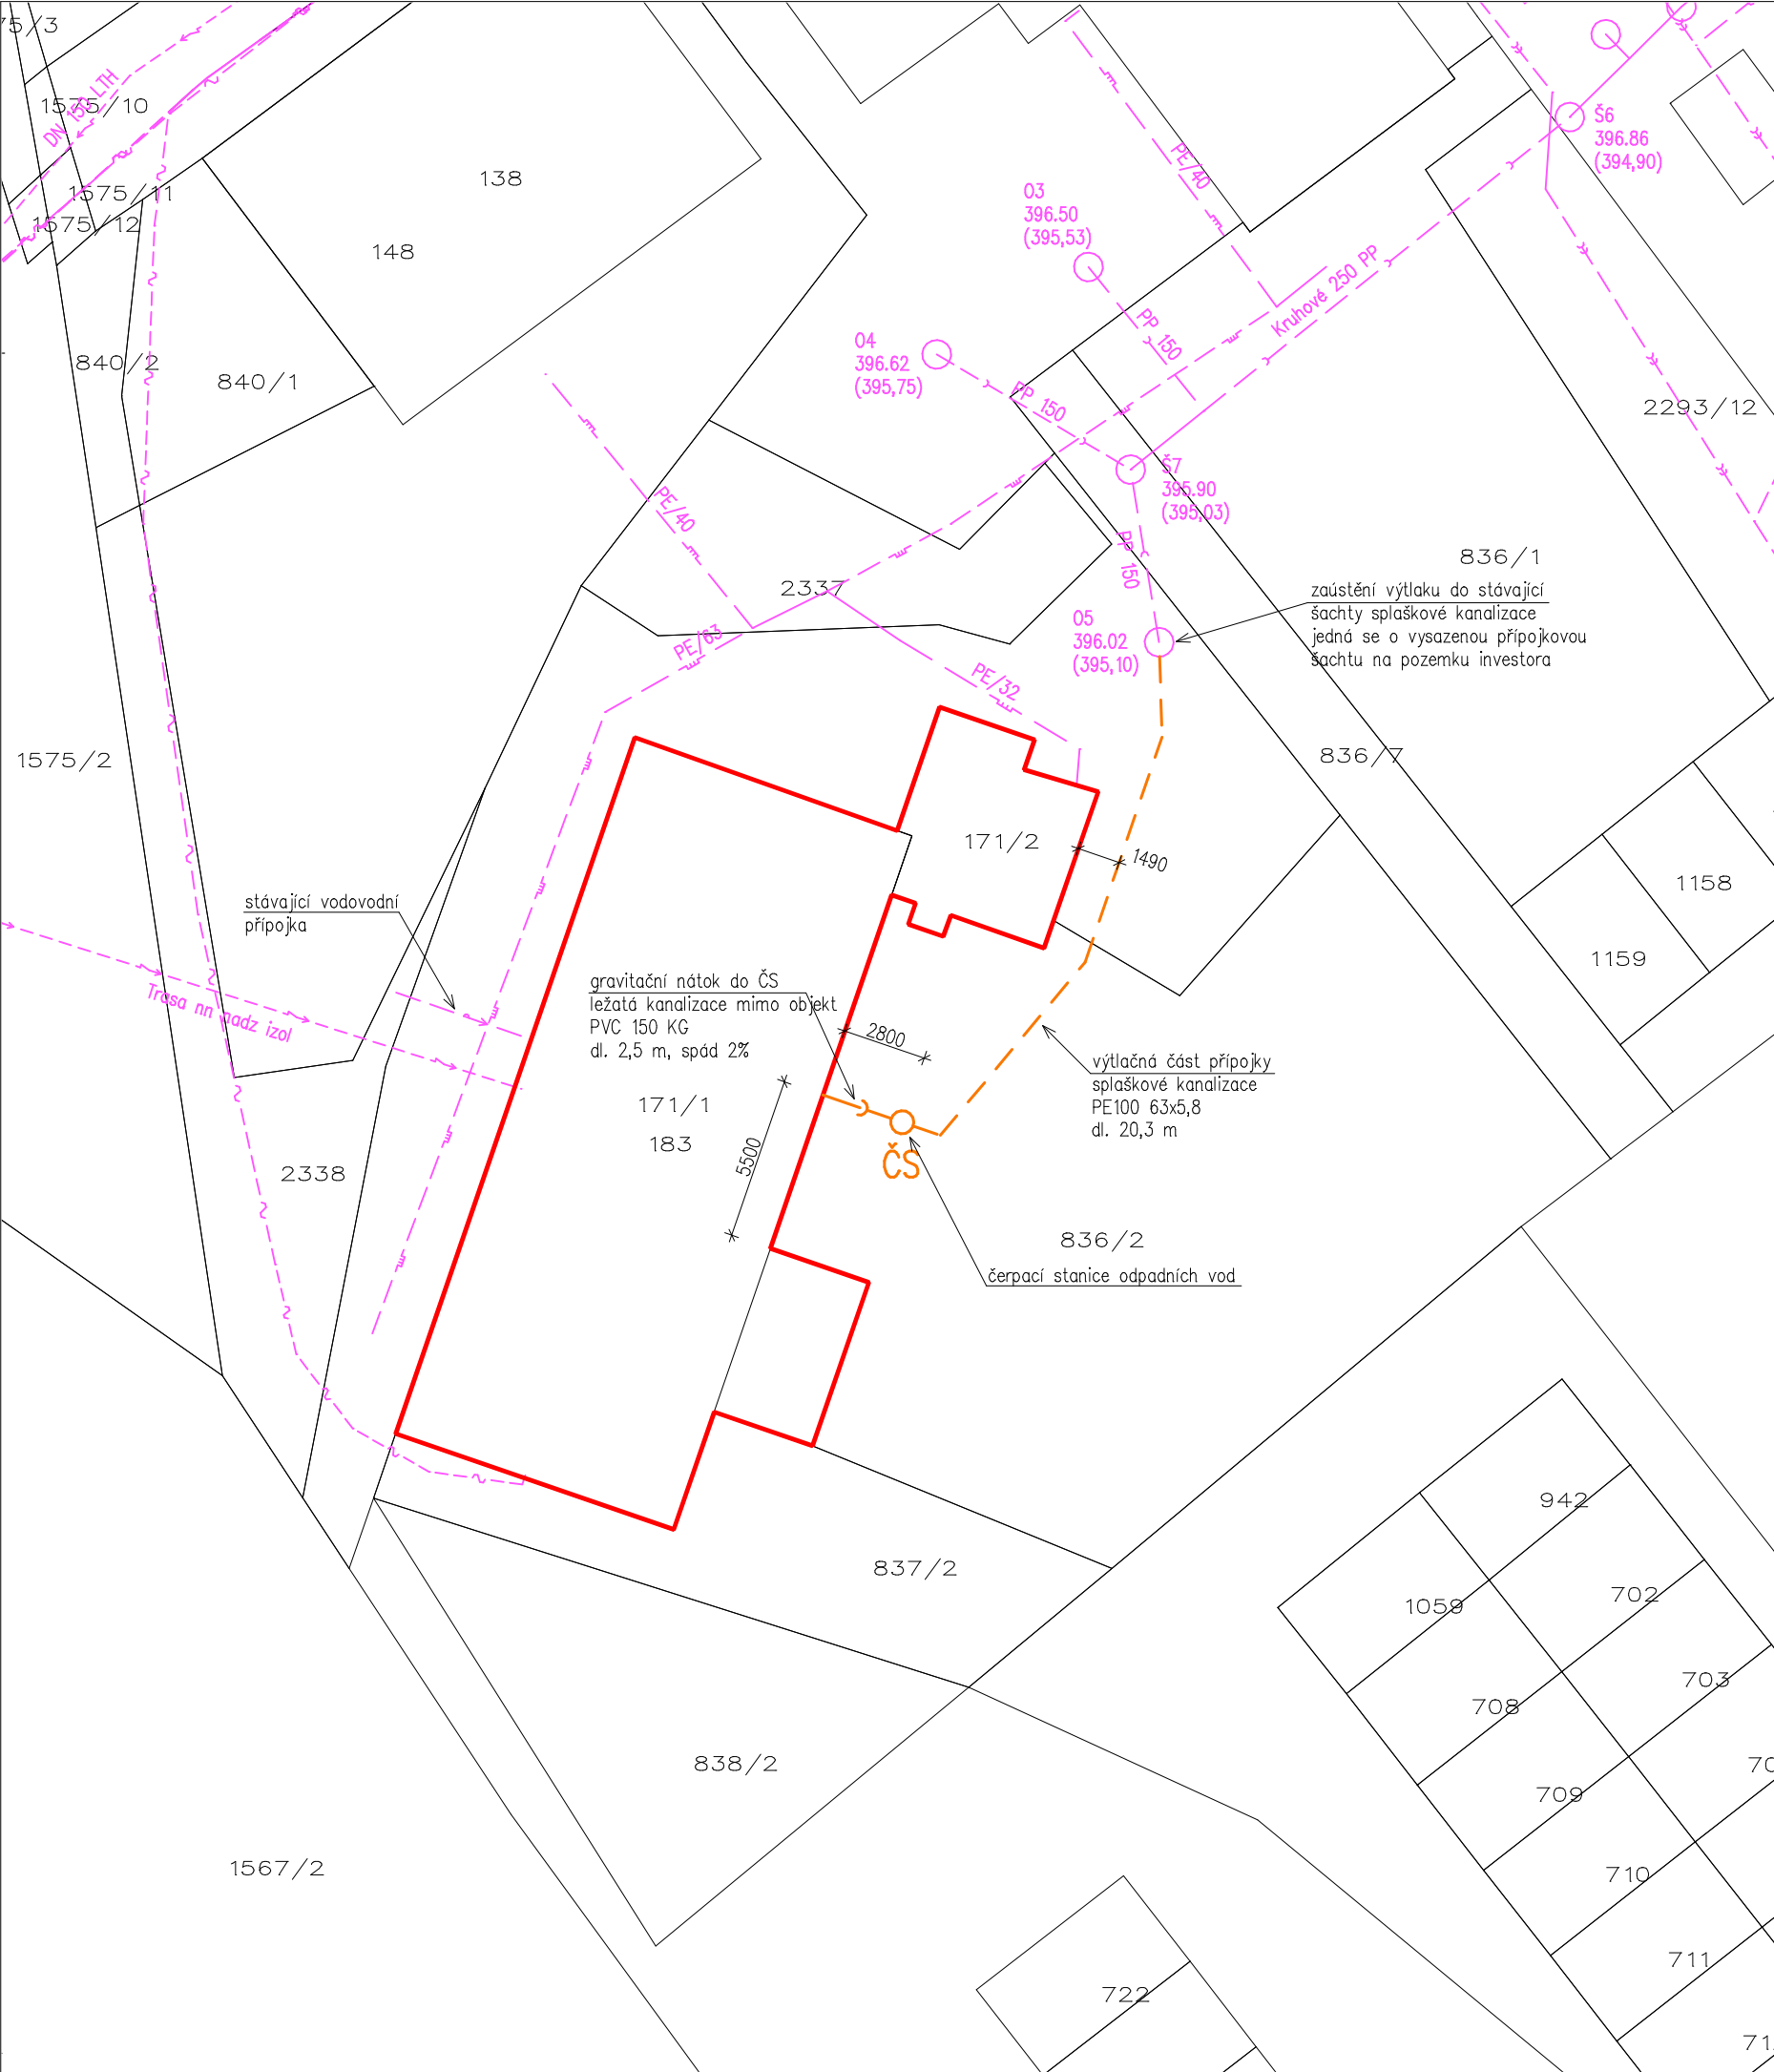 75/3
1575/10
DN 150 LTH
1575/11
1575/12
138
148
840/2
840/1
PE/40
Š6
396.86
(394,90)
O3
396.50
(395,53)
PP 150
Kruhové 250 PP
O4
396.62
(395,75)
PP 150
2293/12
Š7
395.90
(395,03)
PE/40
PP 150
836/1
2337
zaústění výtlaku do stávající
šachty splaškové kanalizace
jedná se o vysazenou přípojkovou
šachtu na pozemku investora
O5
396.02
(395,10)
PE/63
PE/32
1575/2
836/7
171/2
1490
1158
1159
stávající vodovodní
přípojka
Trasa nn nadz izol
gravitační nátok do ČS
ležatá kanalizace mimo objekt
PVC 150 KG
dl. 2,5 m, spád 2%
2800
výtlačná část přípojky
splaškové kanalizace
PE100 63x5,8
dl. 20,3 m
171/1
183
5500
ČS
2338
836/2
čerpací stanice odpadních vod
942
837/2
1059
702
703
708
838/2
70
709
1567/2
710
711
722
71